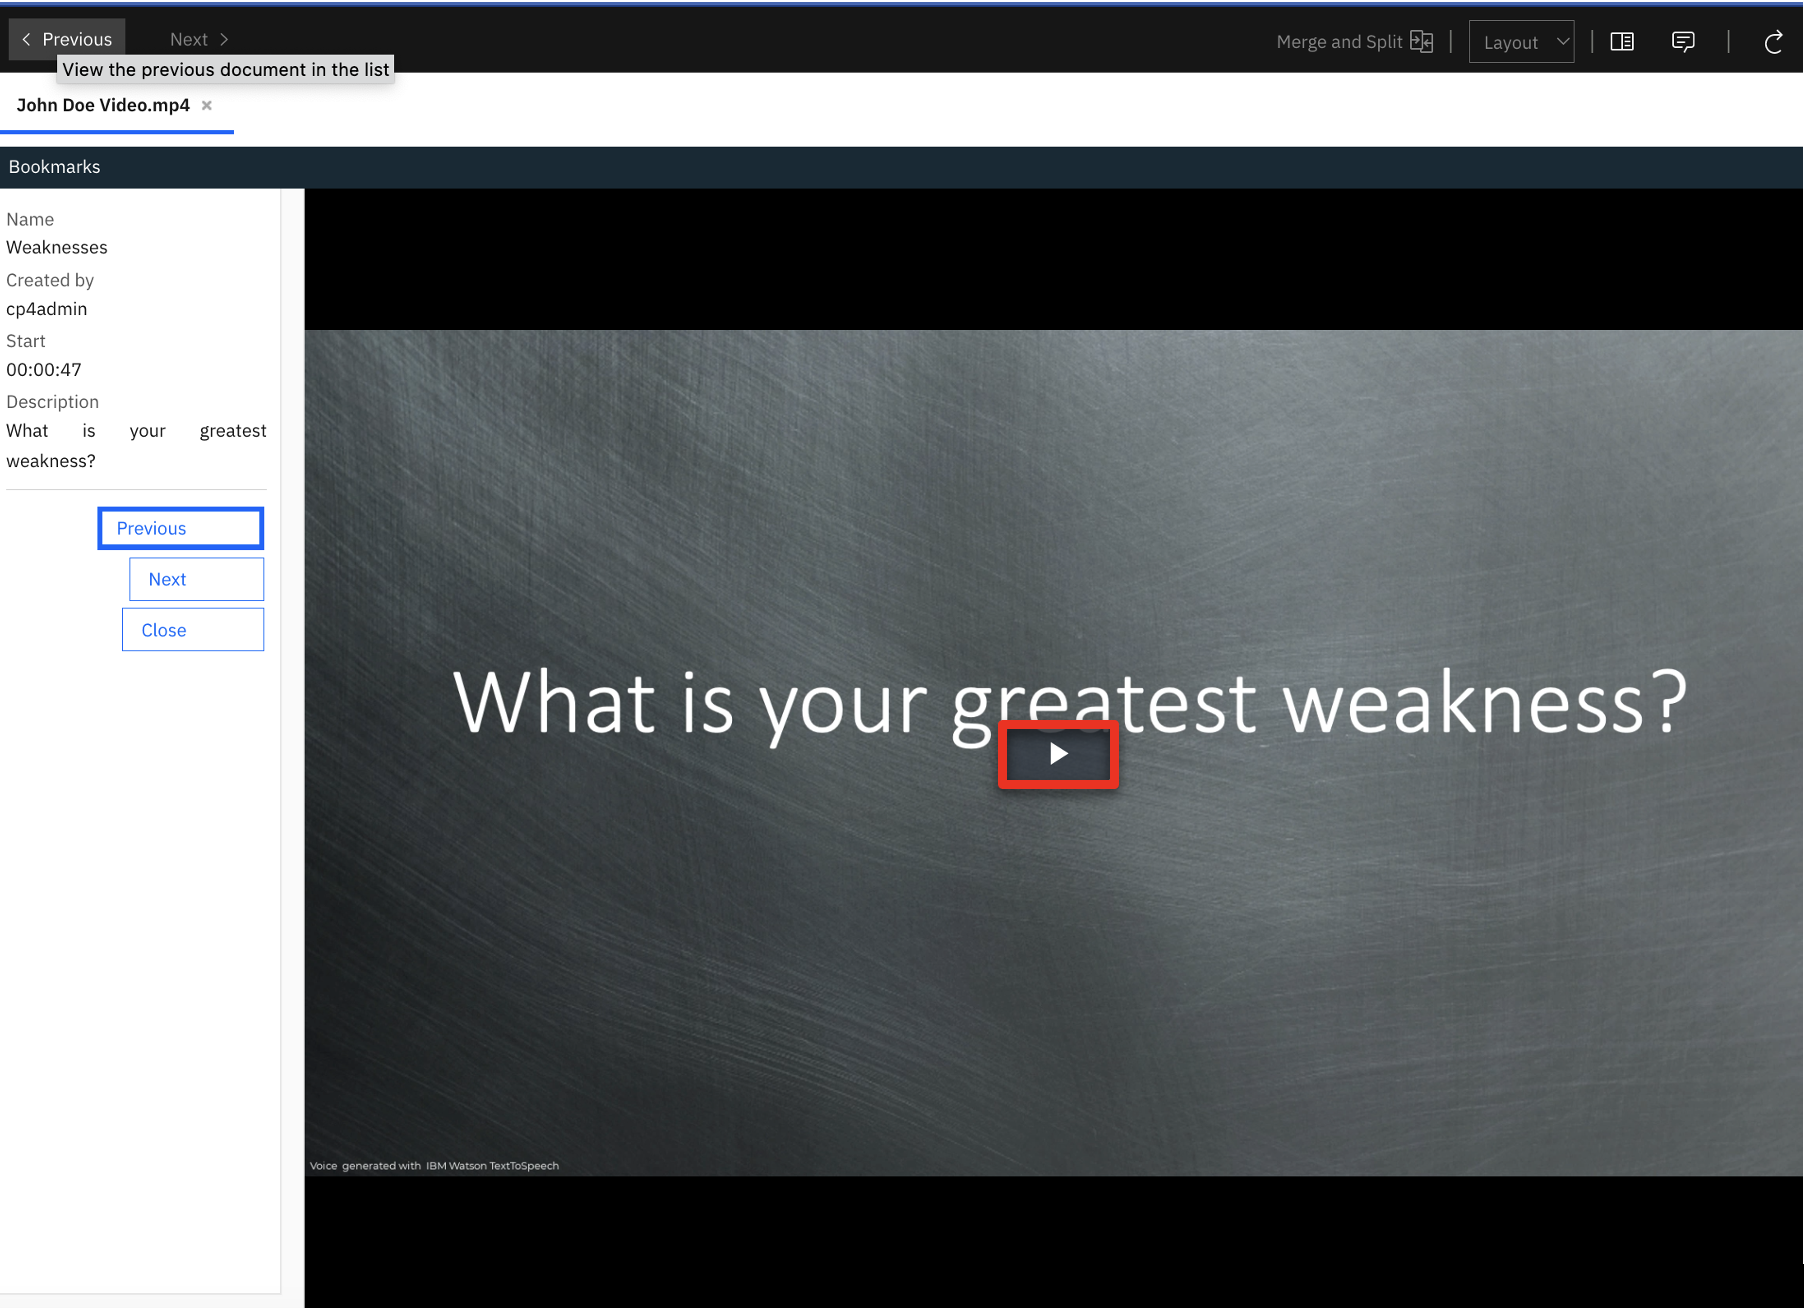 Previous
Next
Merge and Split
Layout
View the previous document in the list
John Doe Video.mp4
Bookmarks
Name
Weaknesses
Created by
cp4admin
Start
00:00:47
Description
What is your greatest
weakness?
Previous
Next
Close
What is your greatest weakness?
Voice generated with IBM Watson TextToSpeech